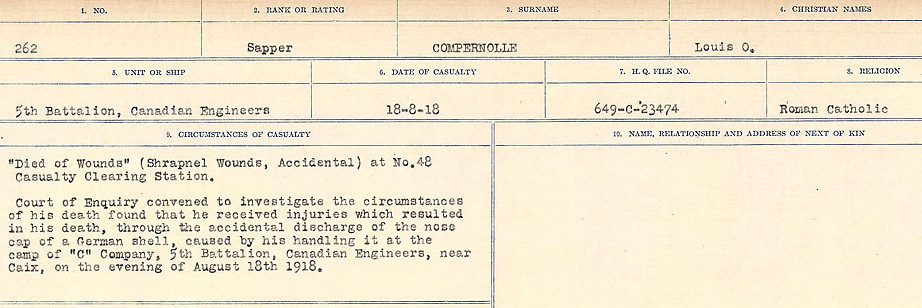 1. NO. 2. RANK OR RATING 3. SURNAME 4. CHRISTIAN NAMES
262 Sapper COMPERNOLLE Louis O.
5. UNIT OR SHIP 6. DATE OF CASUALTY 7. H. Q. FILE NO. 8. RELIGION
5th Battalion, Canadian Engineers 18-8-18 649-C-23474 Roman Catholic
9. CIRCUMSTANCES OF CASUALTY 10. NAME, RELATIONSHIP AND ADDRESS OF NEXT OF KIN
"Died of Wounds" (Shrapnel Wounds, Accidental) at No.48
Casualty Clearing Station.
Court of Enquiry convened to investigate the circumstances
of his death found that he received injuries which resulted
in his death, through the accidental discharge of the nose
cap of a German shell, caused by his handling it at the
camp of "C" Company, 5th Battalion, Canadian Engineers, near
Caix, on the evening of August 18th 1918.